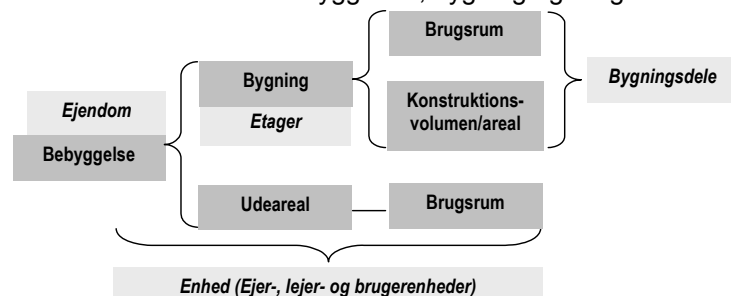 Brugsrum
Bygning
Bygningsdele
Ejendom
Etager
Konstruktions-
volumen/areal
Bebyggelse
Udeareal
Brugsrum
Enhed (Ejer-, lejer- og brugerenheder)